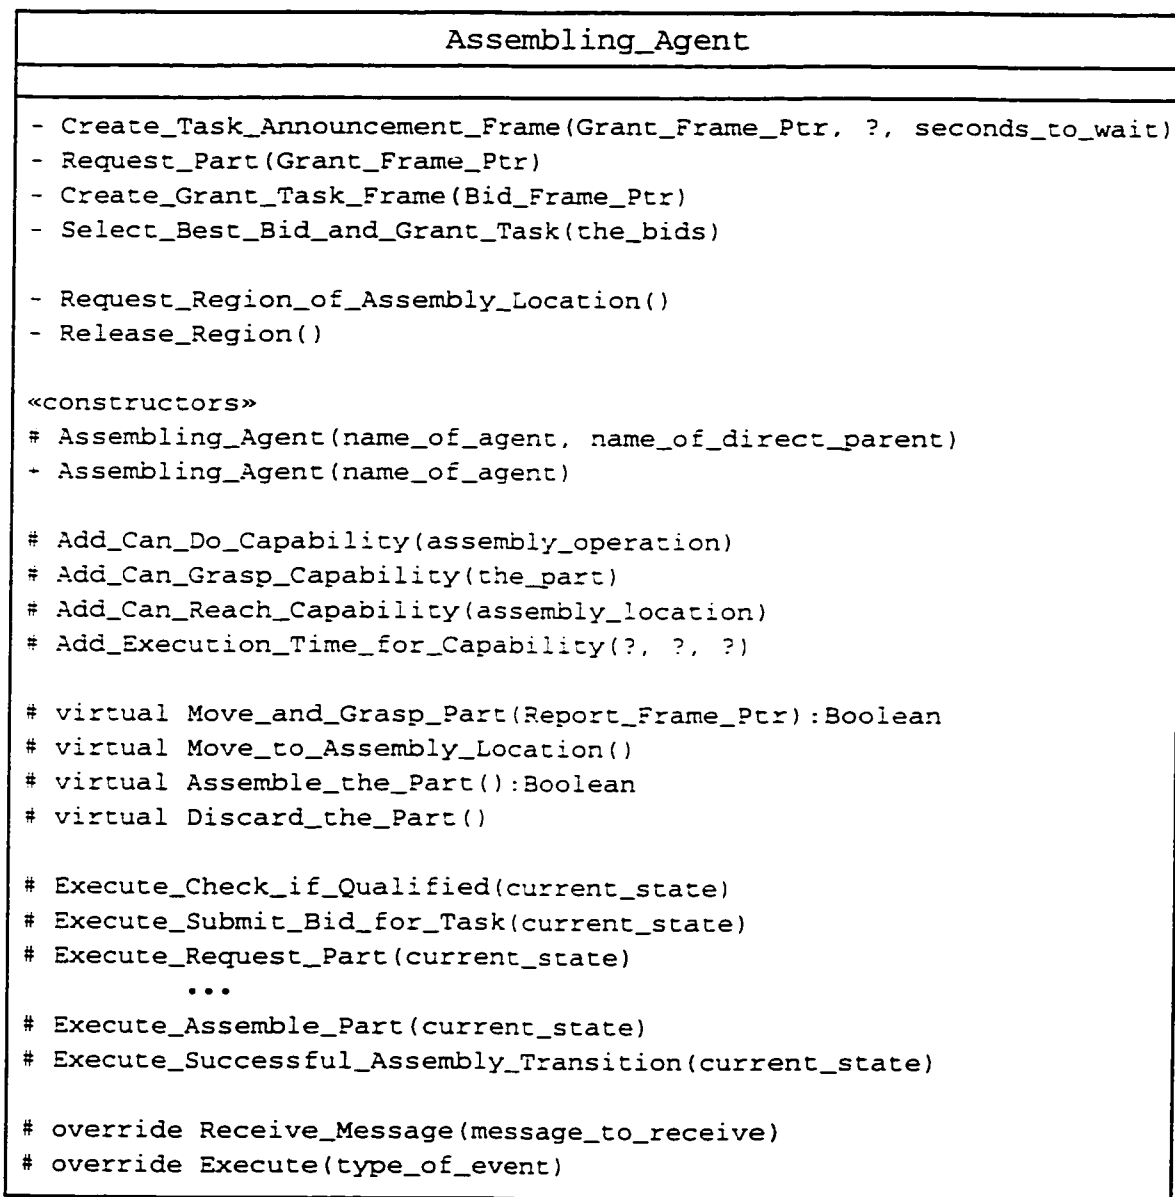 Assembling_Agent
- Create_Task_Announcement_Frame(Grant_Frame_Ptr, ?, seconds_to_wait)
- Request_Part(Grant_Frame_Ptr)
- Create_Grant_Task_Frame(Bid_Frame_Ptr)
- Select_Best_Bid_and_Grant_Task(the_bids)
- Request_Region_of_Assembly_Location()
- Release_Region()
«constructors»
# Assembling_Agent(name_of_agent, name_of_direct_parent)
+ Assembling_Agent(name_of_agent)
# Add_Can_Do_Capability(assembly_operation)
# Add_Can_Grasp_Capability(the_part)
# Add_Can_Reach_Capability(assembly_location)
# Add_Execution_Time_for_Capability(?, ?, ?)
# virtual Move_and_Grasp_Part(Report_Frame_Ptr):Boolean
# virtual Move_to_Assembly_Location()
# virtual Assemble_the_Part():Boolean
# virtual Discard_the_Part()
# Execute_Check_if_Qualified(current_state)
# Execute_Submit_Bid_for_Task(current_state)
# Execute_Request_Part(current_state)
•••
# Execute_Assemble_Part(current_state)
# Execute_Successful_Assembly_Transition(current_state)
# override Receive_Message(message_to_receive)
# override Execute(type_of_event)